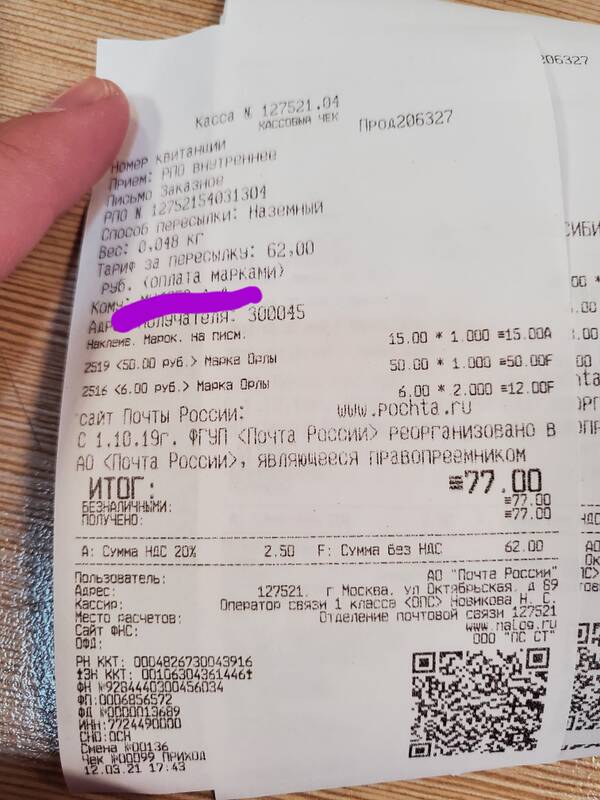 206327
Касса № 127521.04
КАССОВЫЙ ЧЕК
Прод206327
Номер квитанции
Прием: РПО внутреннее
Письмо Заказное
РПО N 12752154031304
Способ пересылки: Наземный
Вес: 0,048 кг
Тариф за пересылку: 62,00
руб. (оплата марками)
Кому:
получателя: 300045
Наклеив. Марок. на писм.
15.00 * 1.000 ≡15.00А
2519 <50.00 руб.> Марка Орлы
50.00 * 1.000 ≡50.00F
2516 <6.00 руб.> Марка Орлы
6.00 * 2.000 ≡12.00F
сайт Почты России: www.pochta.ru
С 1.10.19г. ФГУП <Почта России> реорганизовано в
АО <Почта России>, являющееся правопреемником
ИТОГ: ≡77.00
БЕЗНАЛИЧНЫМИ: ≡77.00
ПОЛУЧЕНО: ≡77.00
А: Сумма НДС 20% 2.50 F: Сумма без НДС 62.00
Пользователь: АО "Почта России"
Адрес: 127521. г Москва. ул Октябрьская. д 89
Кассир: Оператор связи 1 класса <ОПС> Новикова Н. С.
Место расчетов: Отделение почтовой связи 127521
Сайт ФНС: www.nalog.ru
ОФД: ООО "ПС СТ"
РН ККТ: 0004826730043916
ЗН ККТ: 0010630436144​6
ФН №9284440300456034
ФП:0006856572
ФД №0000013689
ИНН:7724490000
СНО:ОСН
Смена №00136
Чек №00099 ПРИХОД
12.03.21 17:43